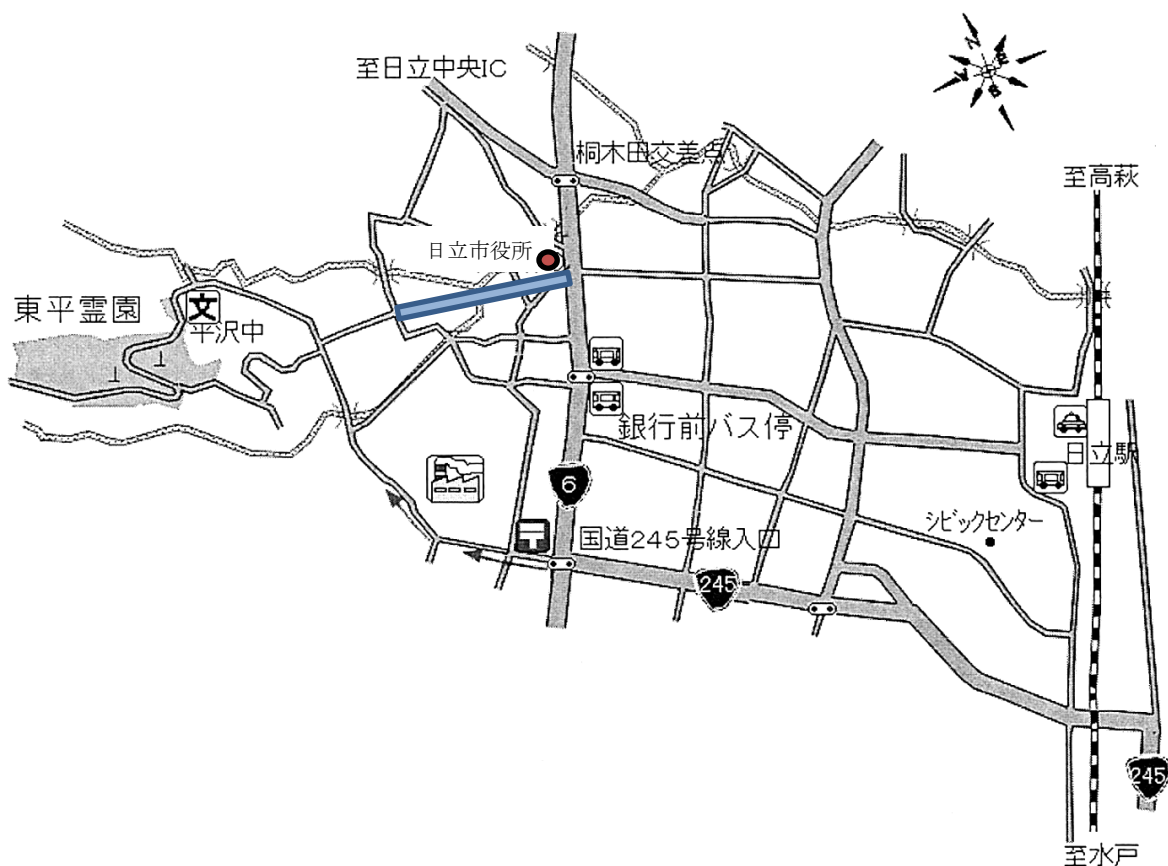 至日立中央IC
桐木田交差点
至高萩
日立市役所
東平霊園
文
平沢中
銀行前バス停
日立駅
6
シビックセンター
国道245号線入口
245
245
至水戸